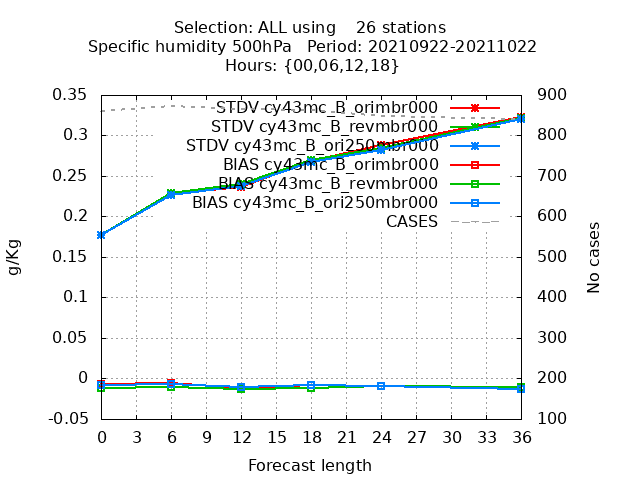 Selection: ALL using    26 stations
Specific humidity 500hPa   Period: 20210922-20211022
Hours: {00,06,12,18}
0.35
0.3
0.25
0.2
0.15
0.1
0.05
0
-0.05
g/Kg
STDV cy43mc_B_orimbr000
STDV cy43mc_B_revmbr000
STDV cy43mc_B_ori250mbr000
BIAS cy43mc_B_orimbr000
BIAS cy43mc_B_revmbr000
BIAS cy43mc_B_ori250mbr000
CASES
900
800
700
600
500
400
300
200
100
No cases
0 3 6 9 12 15 18 21 24 27 30 33 36
Forecast length